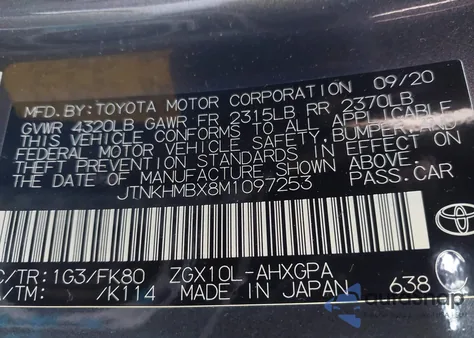 MFD.BY:TOYOTA MOTOR CORPORATION 09/20
GVWR 4320LB GAWR FR 2315LB RR 2370LB
THIS VEHICLE CONFORMS TO ALL APPLICABLE
FEDERAL MOTOR VEHICLE SAFETY, BUMPER, AND
THEFT PREVENTION STANDARDS IN EFFECT ON
THE DATE OF MANUFACTURE SHOWN ABOVE.
JTNKHMBX8M1097253 PASS.CAR
C/TR:1G3/FK80 ZGX10L-AHXGPA
A/TM: /K114 MADE IN JAPAN 638
TOYOTA
autosnap